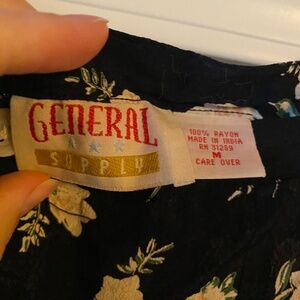 GENERAL
SUPPLY
100% RAYON
MADE IN INDIA
RN 31289
M
CARE OVER